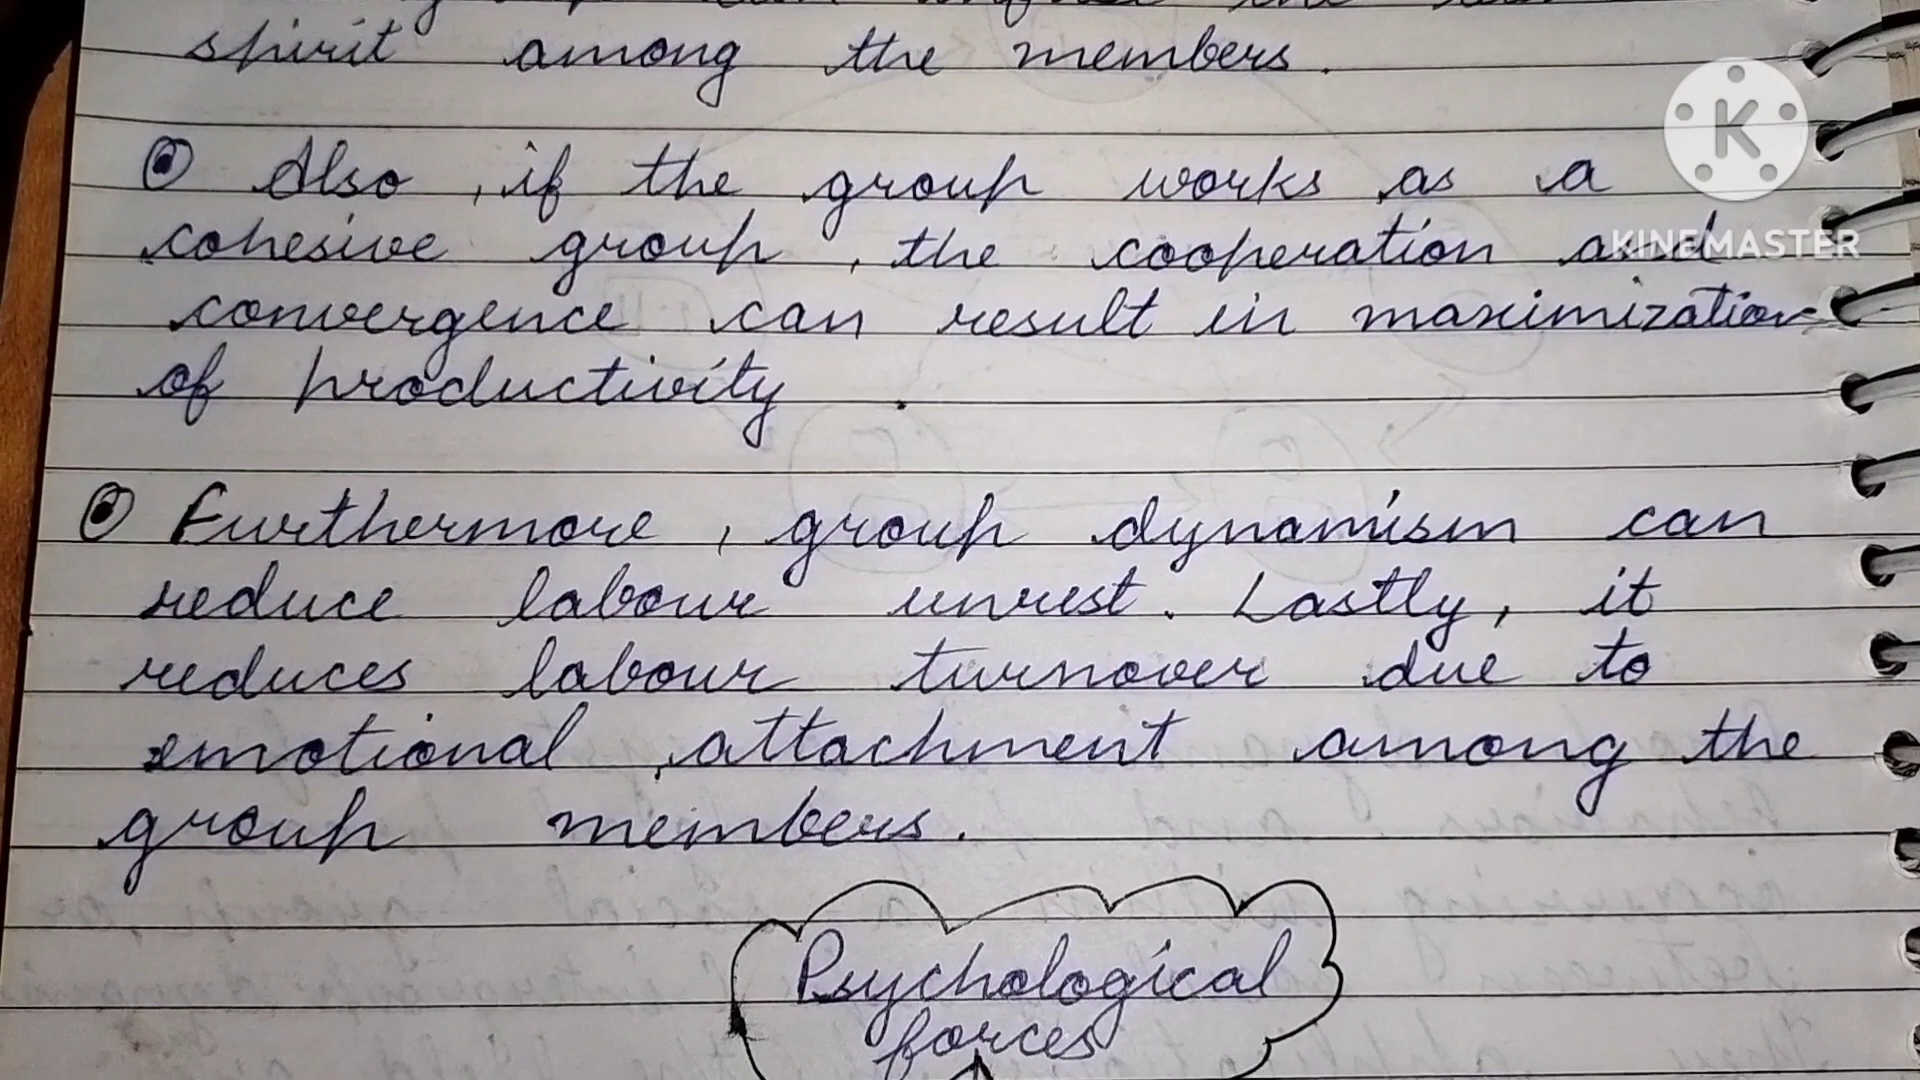 spirit among the members.
Also, if the group works as a
cohesive group, the cooperation and
convergence can result in maximization
of productivity.
Furthermore, group dynamism can
reduce labour unrest. Lastly, it
reduces labour turnover due to
emotional attachment among the
group members.
Psychological
forces
K
KINEMASTER